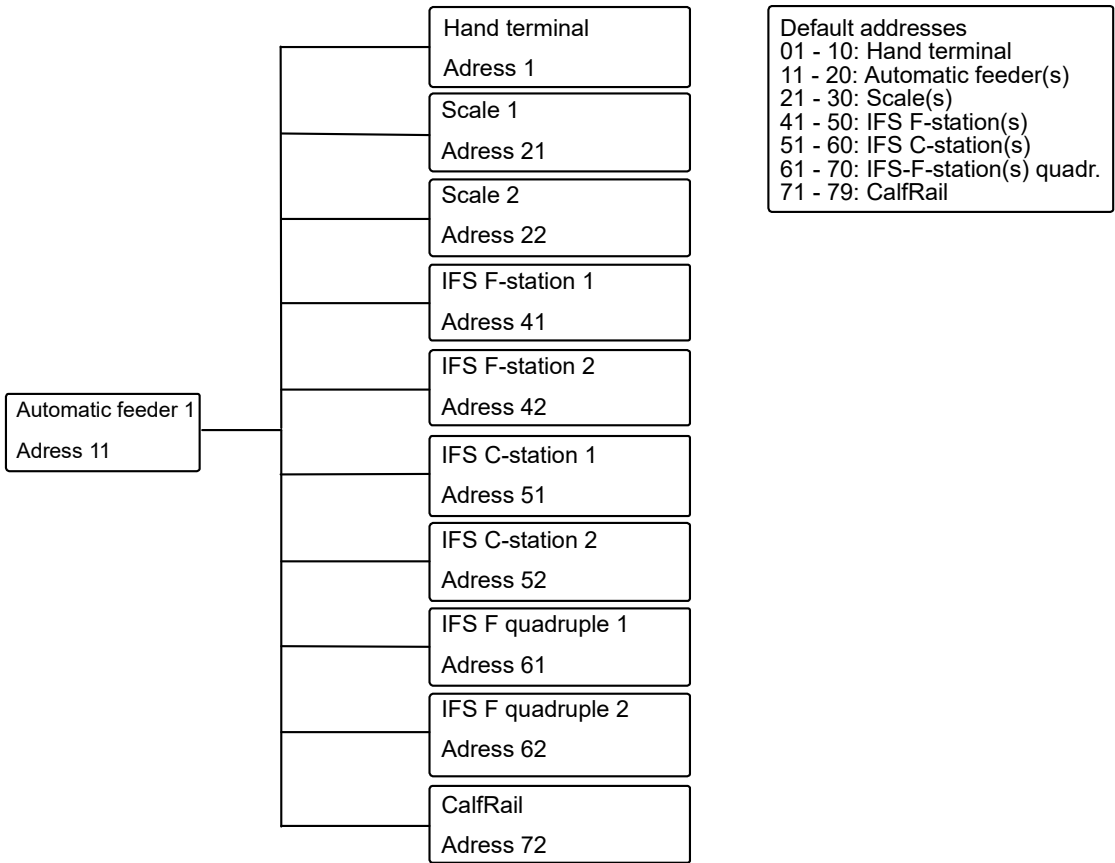 Hand terminal
Adress 1
Scale 1
Adress 21
Scale 2
Adress 22
IFS F-station 1
Adress 41
IFS F-station 2
Adress 42
Automatic feeder 1
Adress 11
IFS C-station 1
Adress 51
IFS C-station 2
Adress 52
IFS F quadruple 1
Adress 61
IFS F quadruple 2
Adress 62
CalfRail
Adress 72
Default addresses
01 - 10: Hand terminal
11 - 20: Automatic feeder(s)
21 - 30: Scale(s)
41 - 50: IFS F-station(s)
51 - 60: IFS C-station(s)
61 - 70: IFS-F-station(s) quadr.
71 - 79: CalfRail